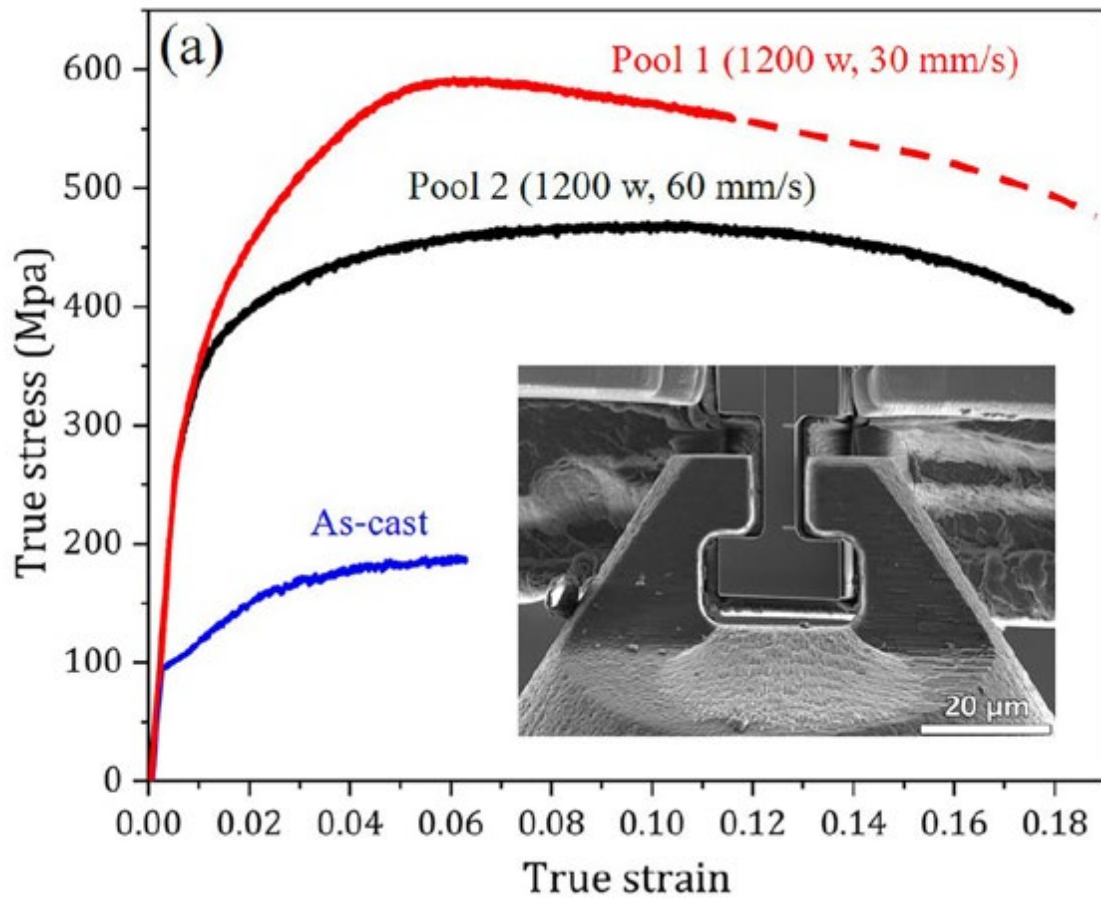 (a)
Pool 1 (1200 w, 30 mm/s)
Pool 2 (1200 w, 60 mm/s)
As-cast
20 µm
600
500
400
300
200
100
0
0.00 0.02 0.04 0.06 0.08 0.10 0.12 0.14 0.16 0.18
True stress (Mpa)
True strain